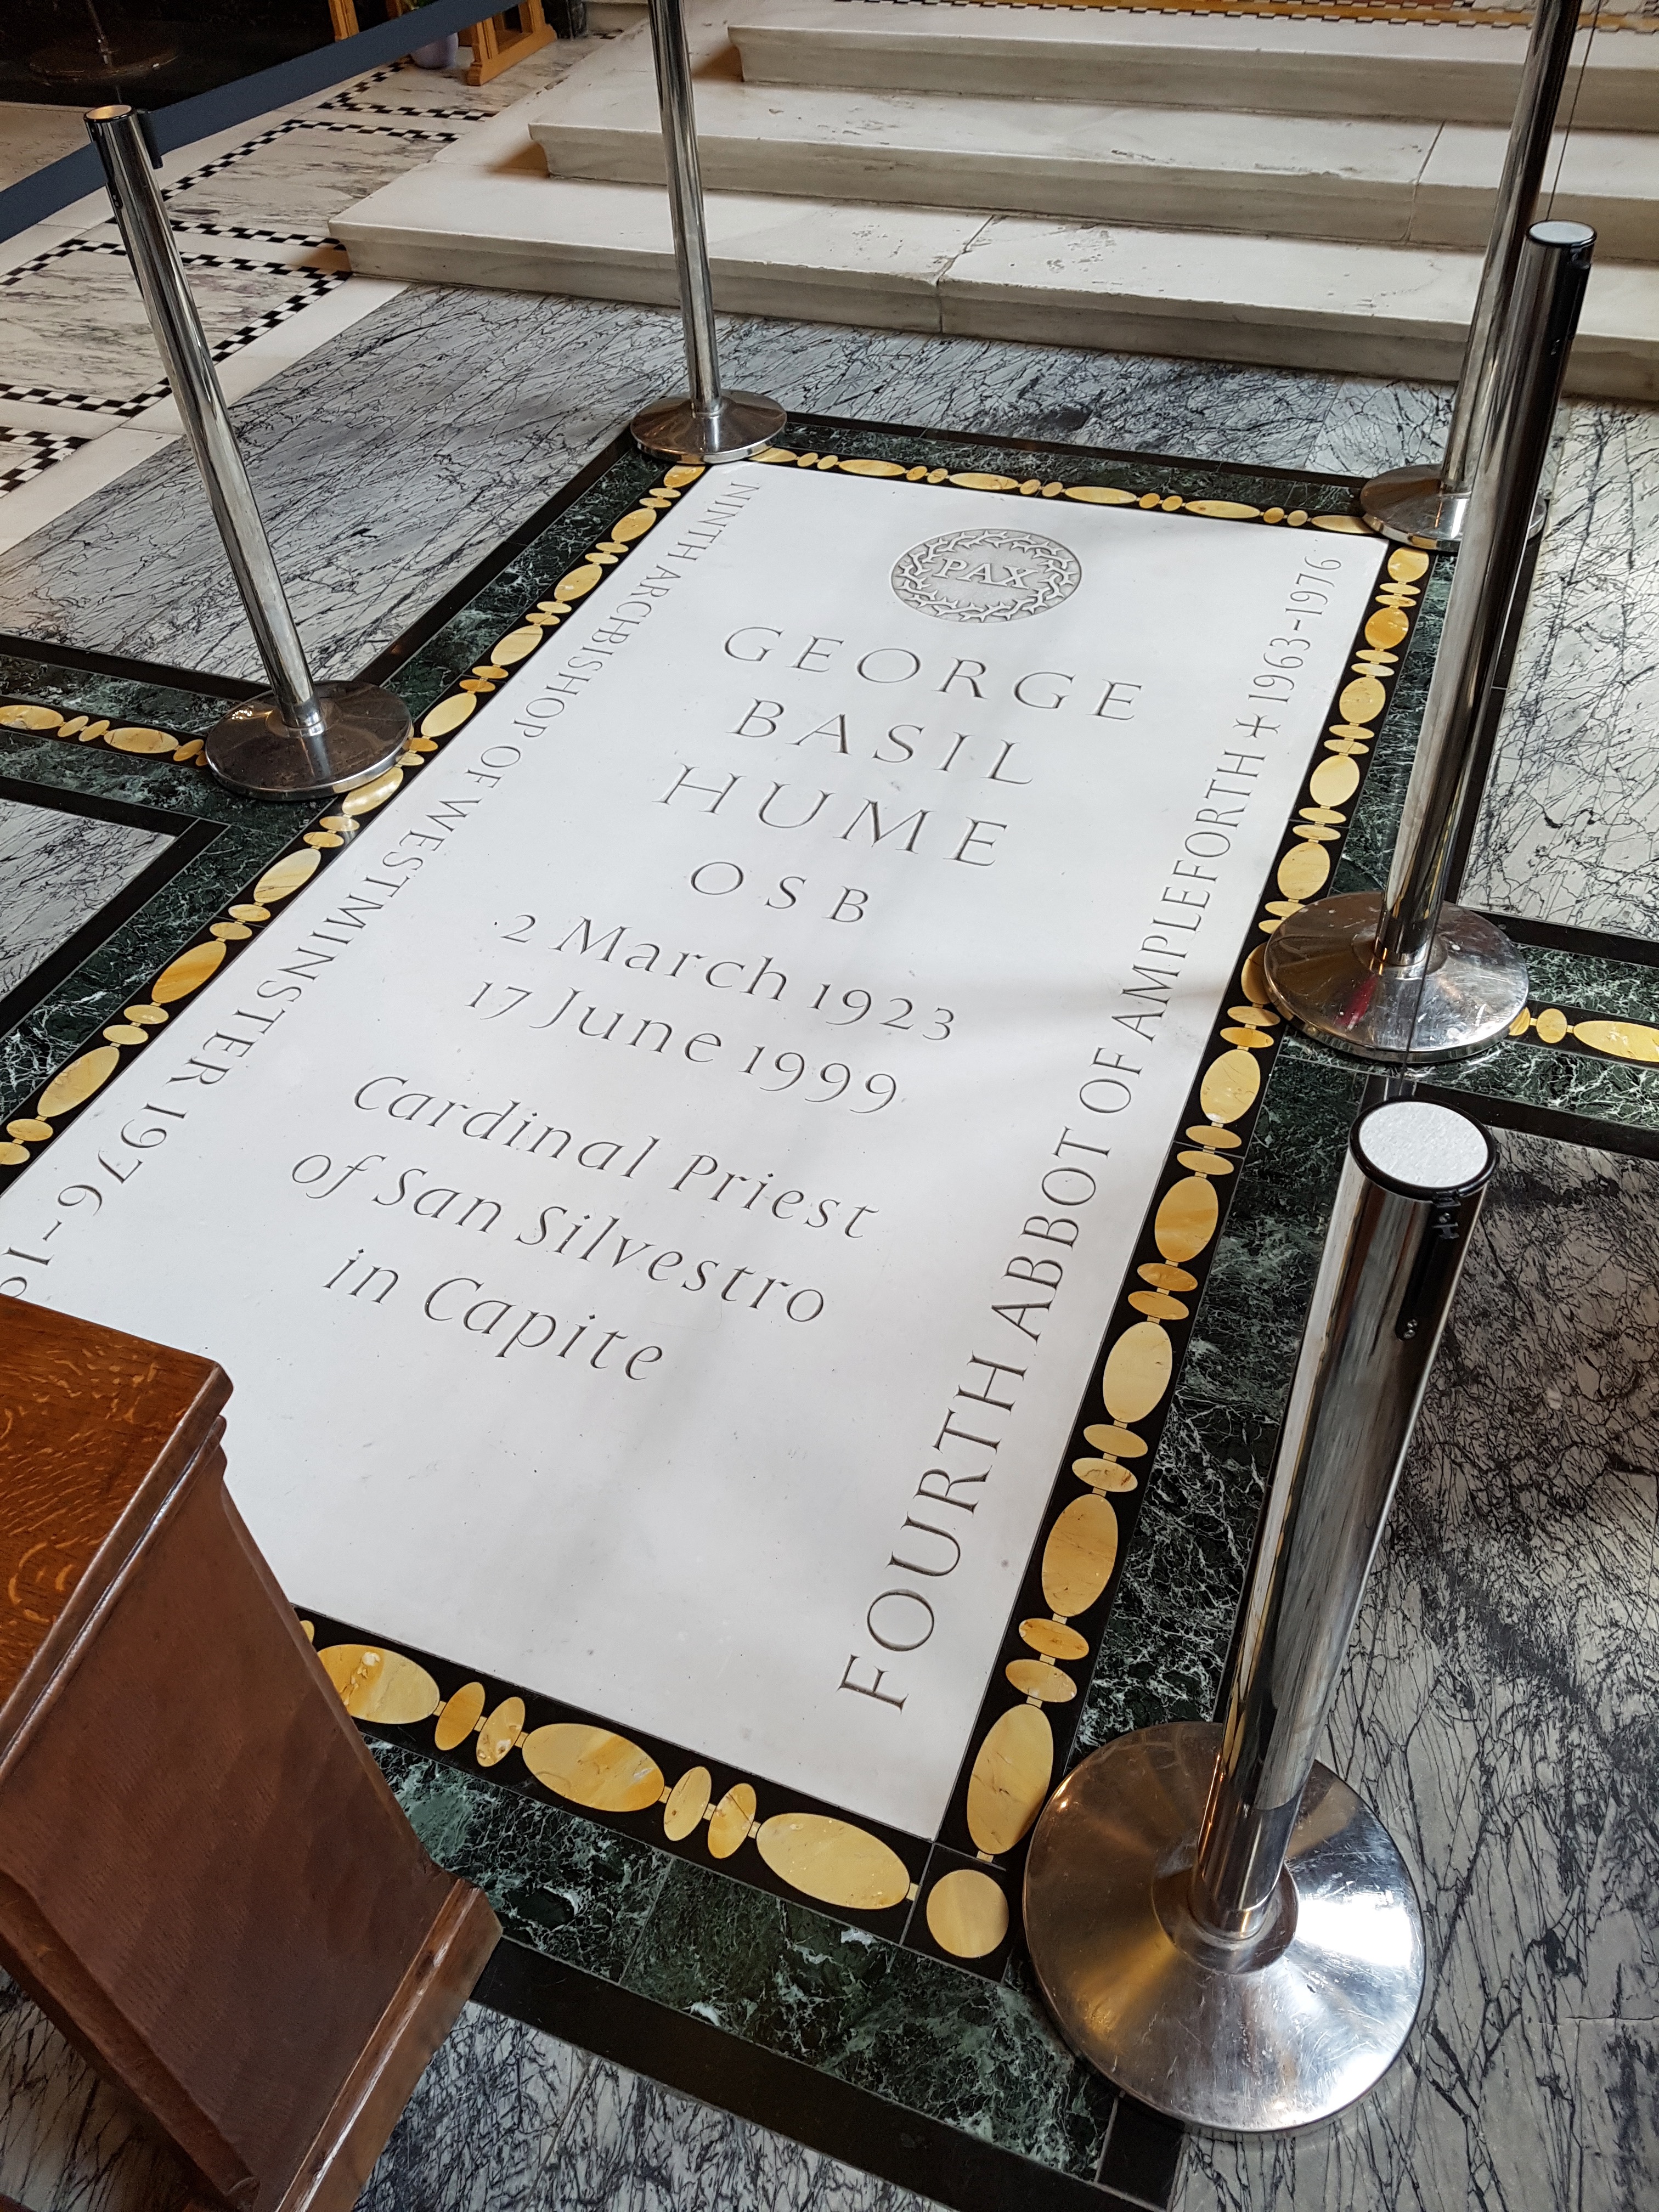 PAX
GEORGE
BASIL
HUME
OSB
2 March 1923
17 June 1999
Cardinal Priest
of San Silvestro
in Capite
NINTH ARCHBISHOP OF WESTMINSTER 1976-19
FOURTH ABBOT OF AMPLEFORTH ✠ 1963-1976